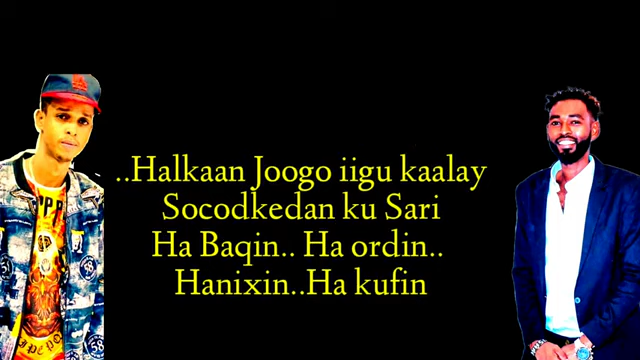 ..Halkaan Joogo iigu kaalay
Socodkedan ku Sari
Ha Baqin.. Ha ordin..
Hanixin..Ha kufin